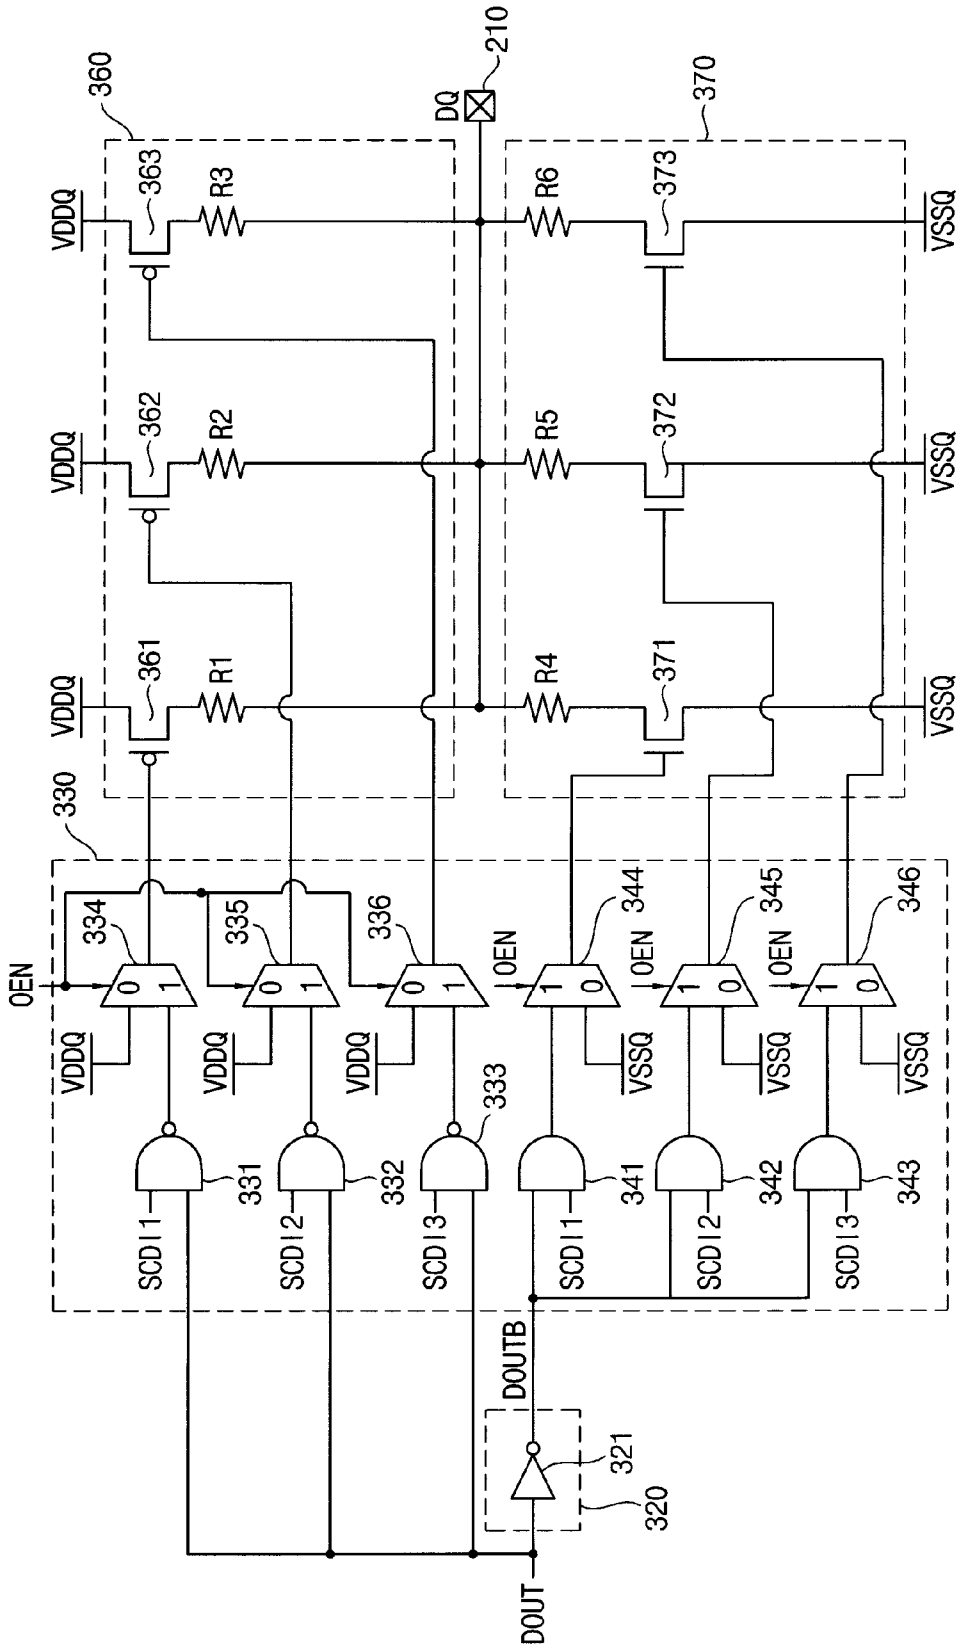 360
210
DQ
VDDQ
363
R3
R6
373
VSSQ
370
VDDQ
362
R2
R5
372
VSSQ
VDDQ
361
R1
R4
371
VSSQ
330
OEN
334
0
1
335
0
1
336
0
1
OEN
344
1
0
OEN
345
1
0
OEN
346
1
0
VDDQ
VDDQ
VDDQ
333
VSSQ
VSSQ
VSSQ
SCDI1
331
SCDI2
332
SCDI3
341
SCDI1
342
SCDI2
343
SCDI3
DOUTB
321
320
DOUT